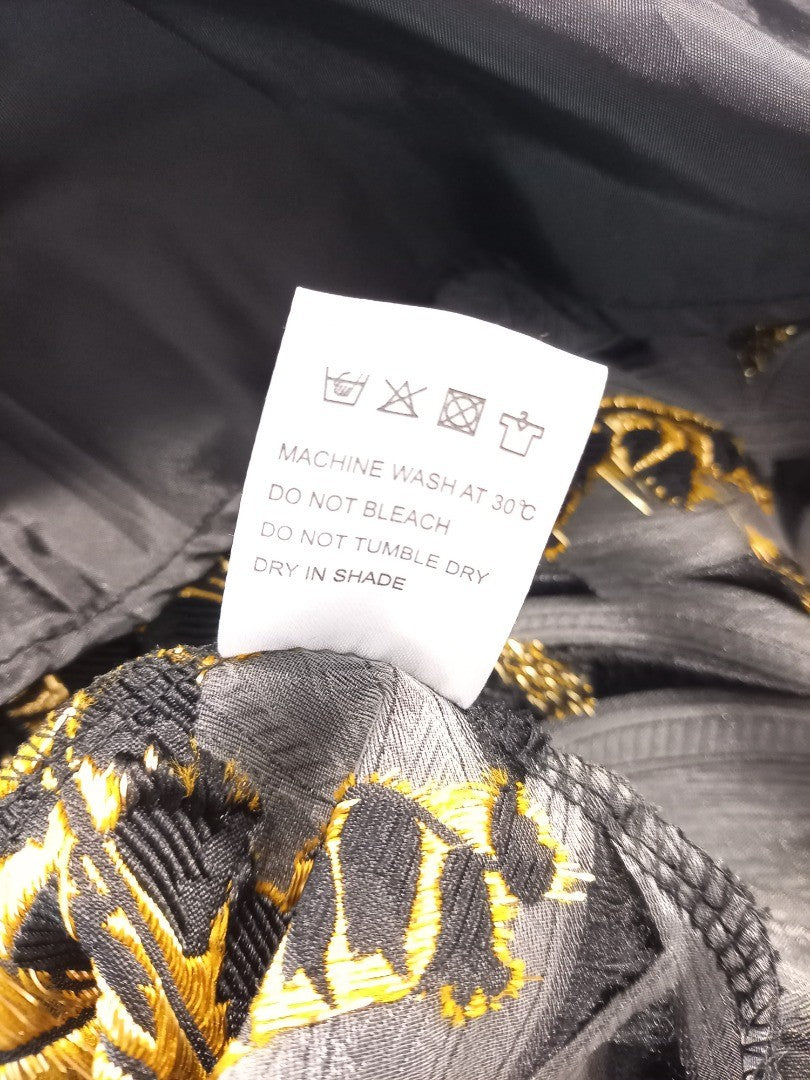 MACHINE WASH AT 30℃
DO NOT BLEACH
DO NOT TUMBLE DRY
DRY IN SHADE